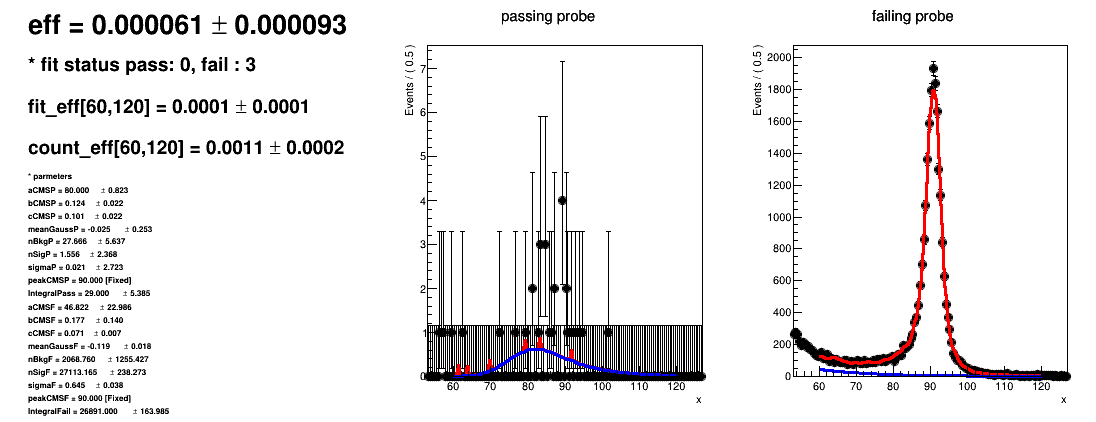 eff = 0.000061 ± 0.000093
* fit status pass: 0, fail : 3
fit_eff[60,120] = 0.0001 ± 0.0001
count_eff[60,120] = 0.0011 ± 0.0002
* parmeters
aCMSP = 80.000 ± 0.823
bCMSP = 0.124 ± 0.022
cCMSP = 0.101 ± 0.022
meanGaussP = -0.025 ± 0.253
nBkgP = 27.666 ± 5.637
nSigP = 1.556 ± 2.368
sigmaP = 0.021 ± 2.723
peakCMSP = 90.000 [Fixed]
IntegralPass = 29.000 ± 5.385
aCMSF = 46.822 ± 22.986
bCMSF = 0.177 ± 0.140
cCMSF = 0.071 ± 0.007
meanGaussF = -0.119 ± 0.018
nBkgF = 2068.760 ± 1255.427
nSigF = 27113.165 ± 238.273
sigmaF = 0.645 ± 0.038
peakCMSF = 90.000 [Fixed]
IntegralFail = 26891.000 ± 163.985
passing probe
Events / ( 0.5 )
7
6
5
4
3
2
1
0
60 70 80 90 100 110 120
x
failing probe
Events / ( 0.5 )
2000
1800
1600
1400
1200
1000
800
600
400
200
0
60 70 80 90 100 110 120
x